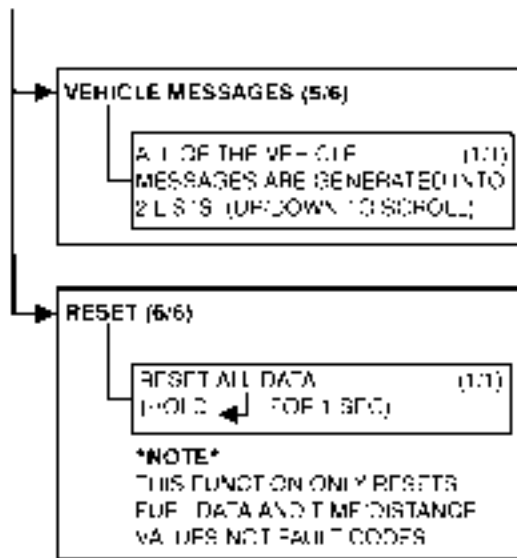 VEHICLE MESSAGES (5/6)
ALL OF THE VEHICLE (1/1)
MESSAGES ARE GENERATED INTO
2 LISTS (UP/DOWN TO SCROLL)
RESET (6/6)
RESET ALL DATA (1/1)
(HOLD FOR 1 SEC)
*NOTE*
THIS FUNCTION ONLY RESETS
FUEL DATA AND TIME/DISTANCE
VALUES NOT FAULT CODES